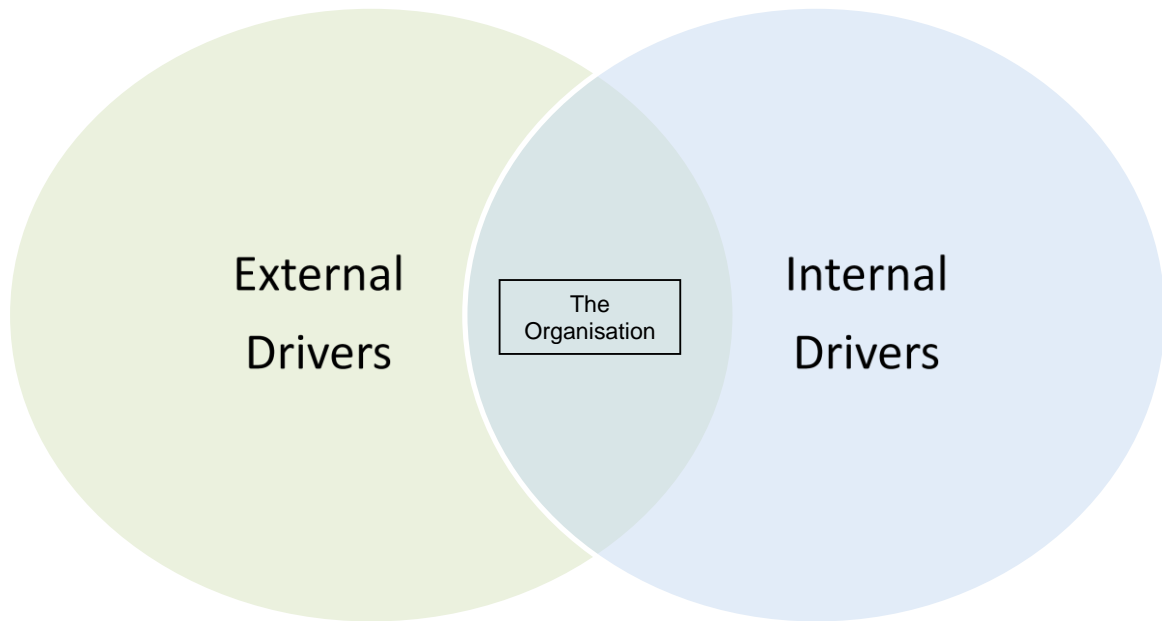 External
Drivers
The
Organisation
Internal
Drivers